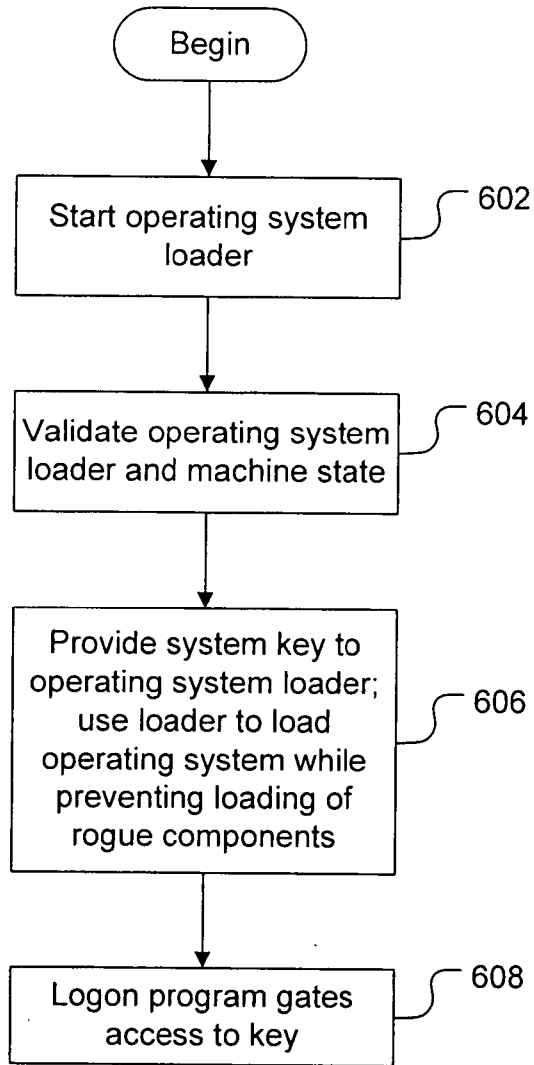 Begin
Start operating system
loader
602
Validate operating system
loader and machine state
604
Provide system key to
operating system loader;
use loader to load
operating system while
preventing loading of
rogue components
606
Logon program gates
access to key
608